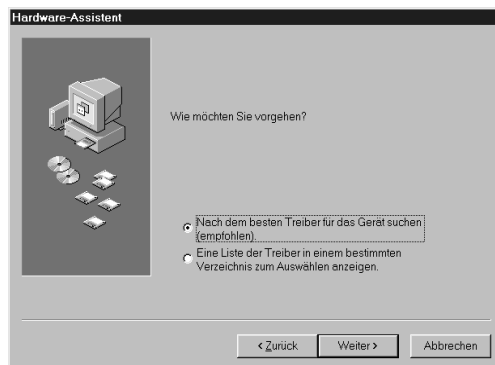 Hardware-Assistent
Wie möchten Sie vorgehen?
Nach dem besten Treiber für das Gerät suchen
(empfohlen).
Eine Liste der Treiber in einem bestimmten
Verzeichnis zum Auswählen anzeigen.
< Zurück Weiter > Abbrechen